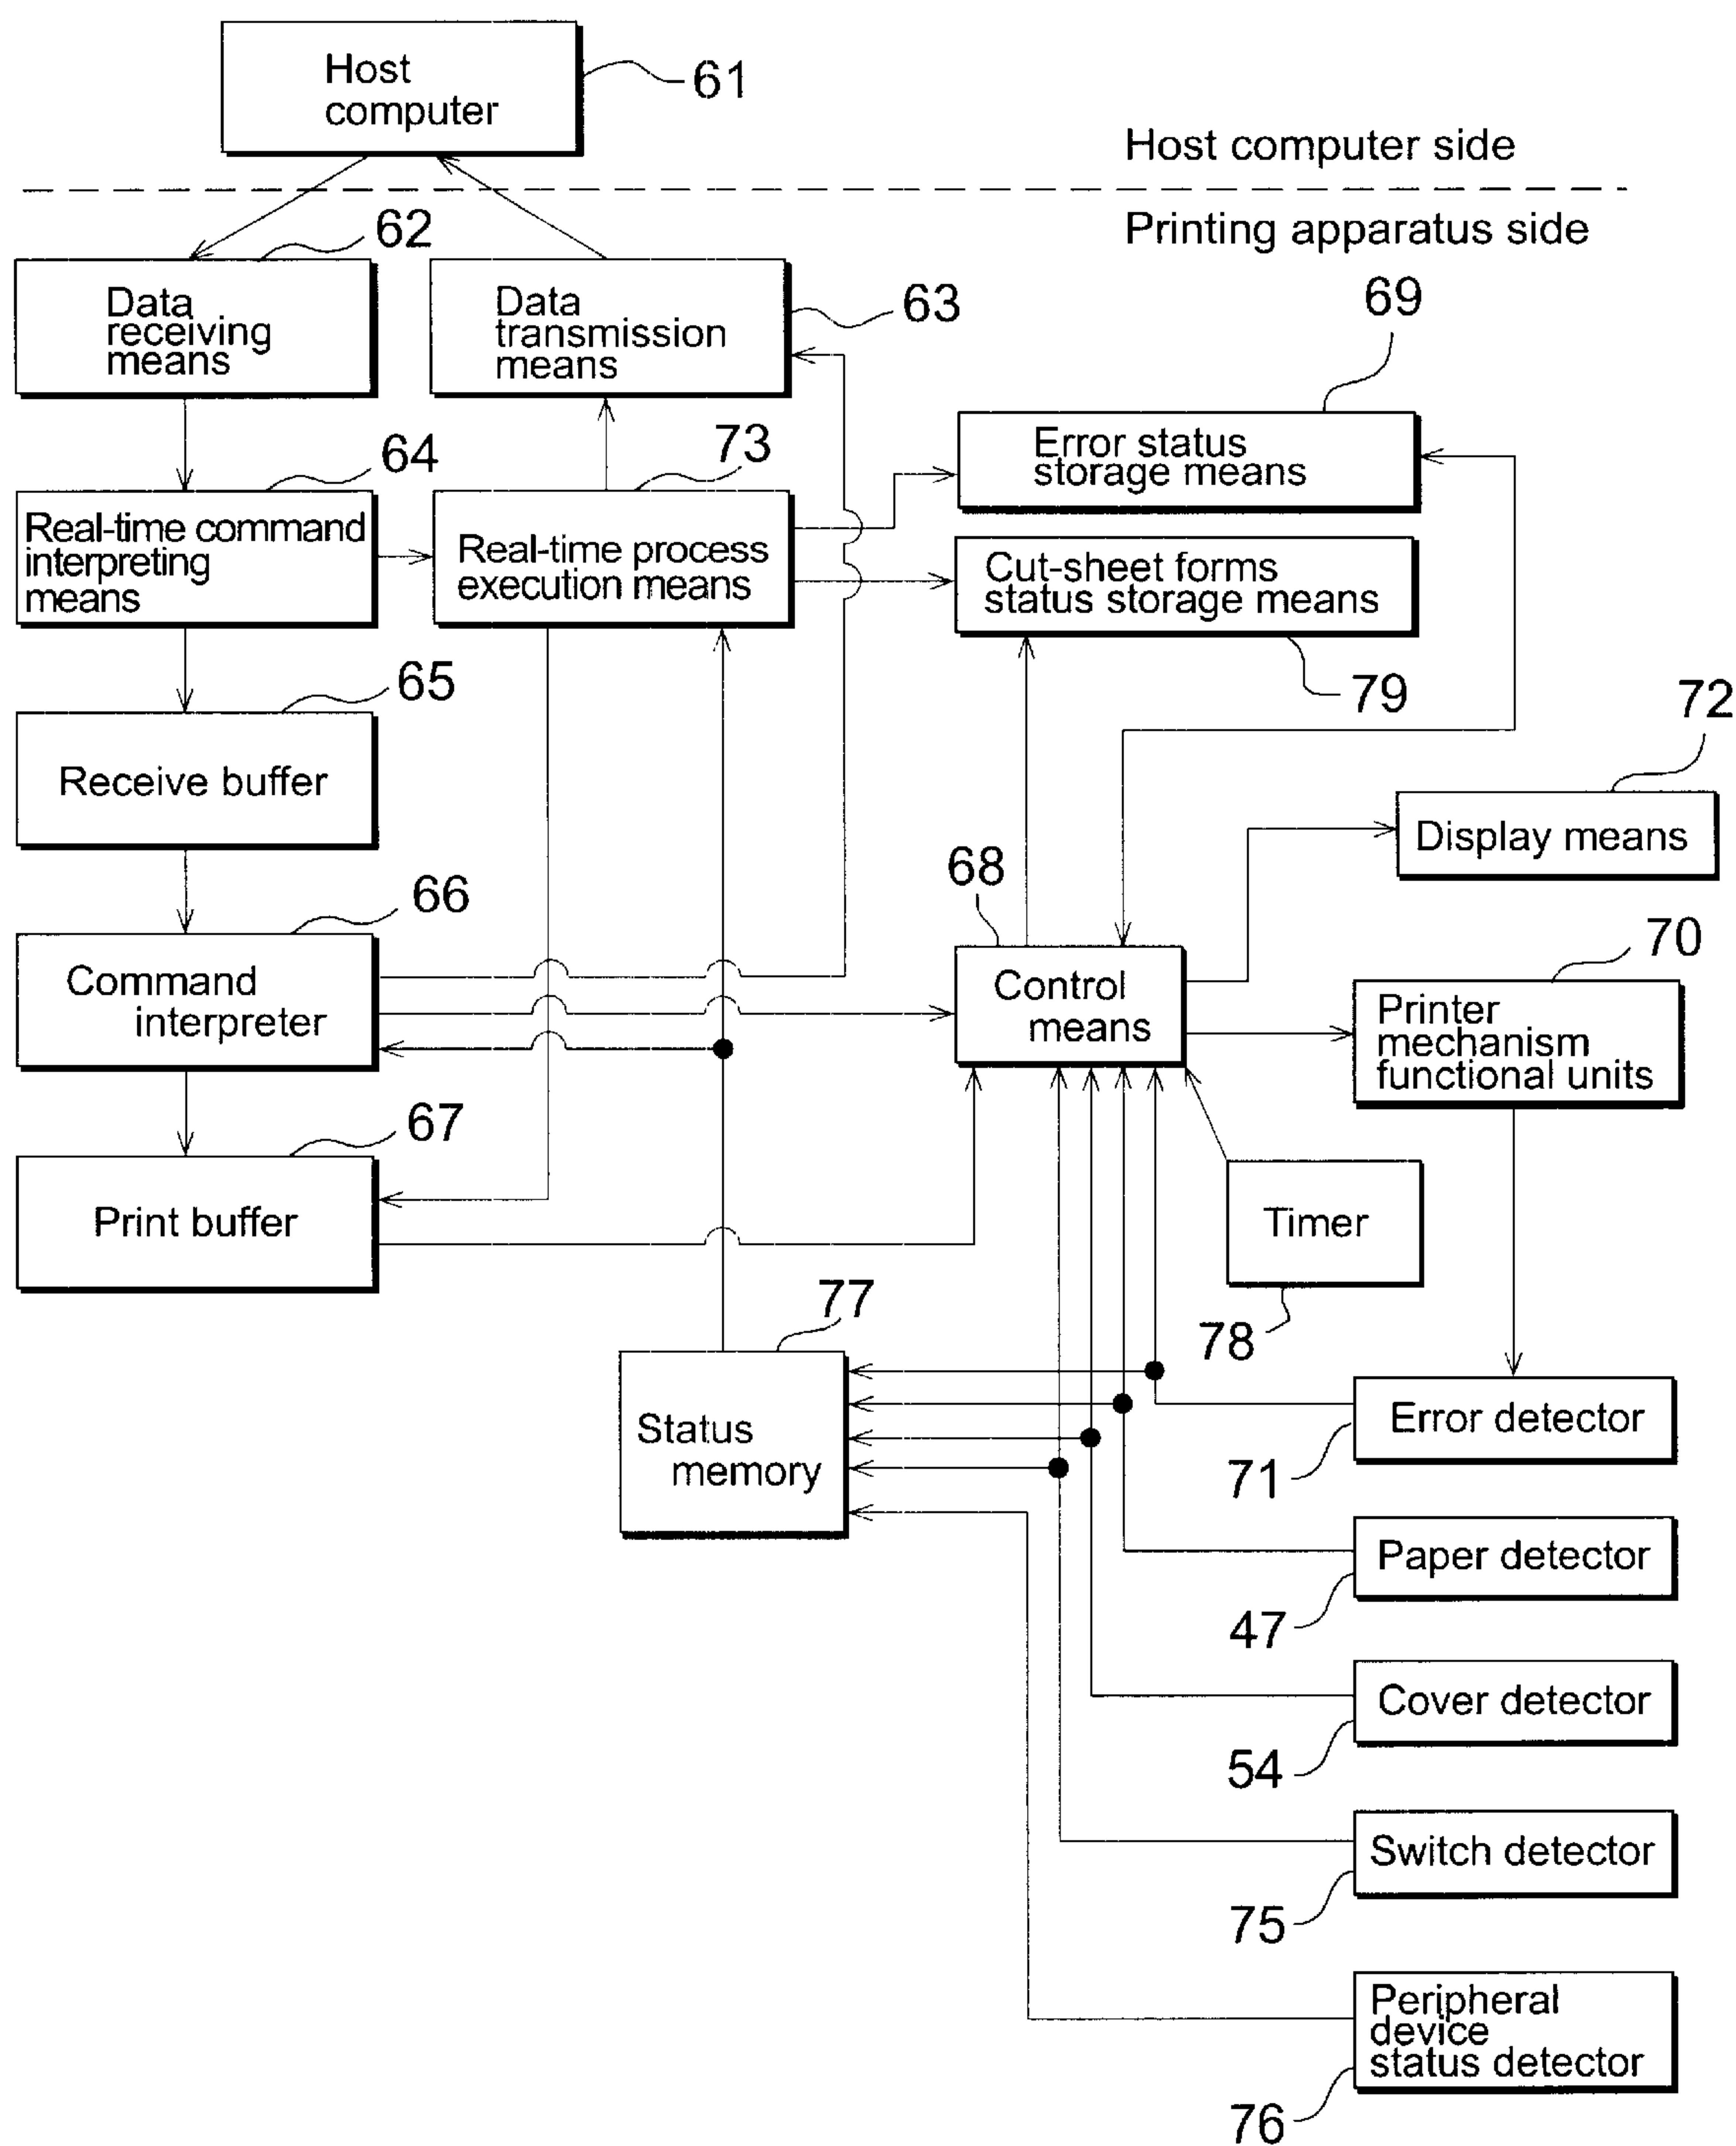 Host
computer
61
Host computer side
Printing apparatus side
62
Data
receiving
means
Data
transmission
means
63
69
64
73
Error status
storage means
Real-time command
interpreting
means
Real-time process
execution means
Cut-sheet forms
status storage means
65
79
72
Receive buffer
Display means
66
68
70
Command
interpreter
Control
means
Printer
mechanism
functional units
67
Print buffer
Timer
77
78
Status
memory
Error detector
71
Paper detector
47
Cover detector
54
Switch detector
75
Peripheral
device
status detector
76